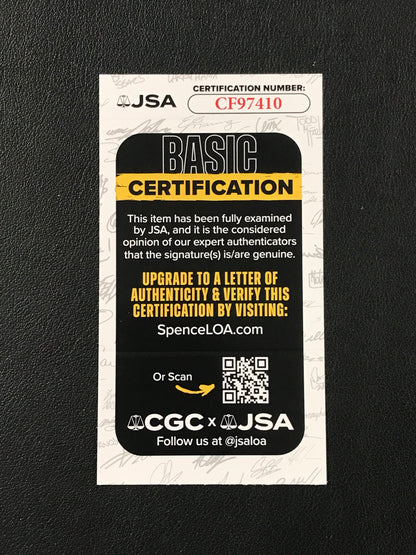 JSA
CERTIFICATION NUMBER:
CF97410
BASIC
CERTIFICATION
This item has been fully examined
by JSA, and it is the considered
opinion of our expert authenticators
that the signature(s) is/are genuine.
UPGRADE TO A LETTER OF
AUTHENTICITY & VERIFY THIS
CERTIFICATION BY VISITING:
SpenceLOA.com
Or Scan
CGC x JSA
Follow us at @jsaloa